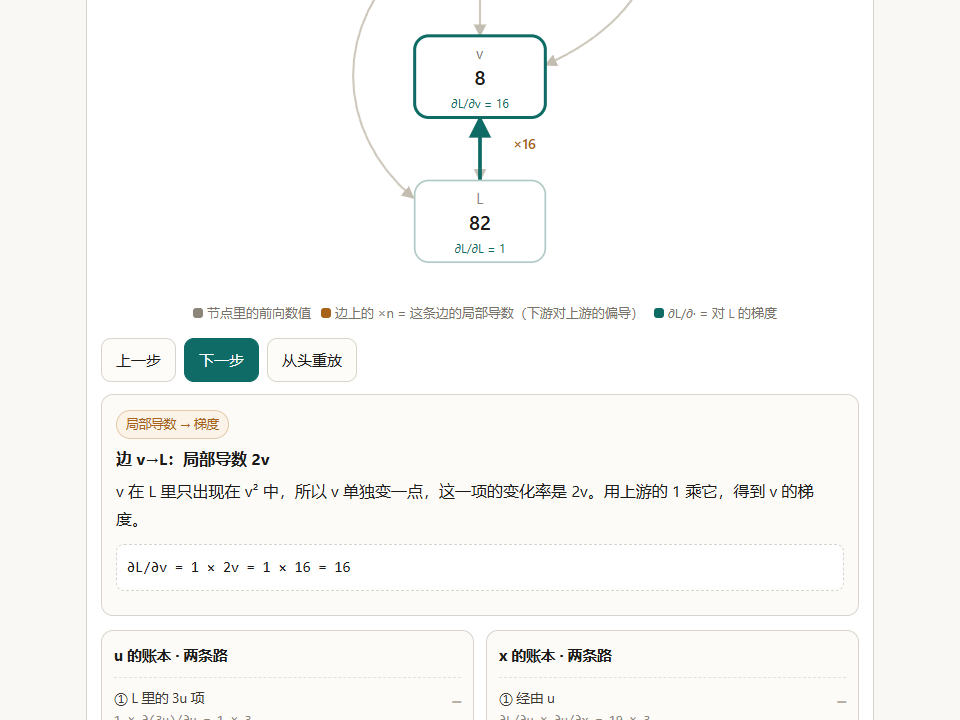 v
8
∂L/∂v = 16
×16
L
82
∂L/∂L = 1
节点里的前向数值 边上的 ×n = 这条边的局部导数（下游对上游的偏导） ∂L/∂· = 对 L 的梯度
上一步 下一步 从头重放
局部导数 → 梯度
边 v→L：局部导数 2v
v 在 L 里只出现在 v² 中，所以 v 单独变一点，这一项的变化率是 2v。用上游的 1 乘它，得到 v 的梯
度。
∂L/∂v = 1 × 2v = 1 × 16 = 16
u 的账本 · 两条路
① L 里的 3u 项 —
1 × ∂(3u)/∂u = 1 × 3
x 的账本 · 两条路
① 经由 u —
∂L/∂u × ∂u/∂x = 19 × 3